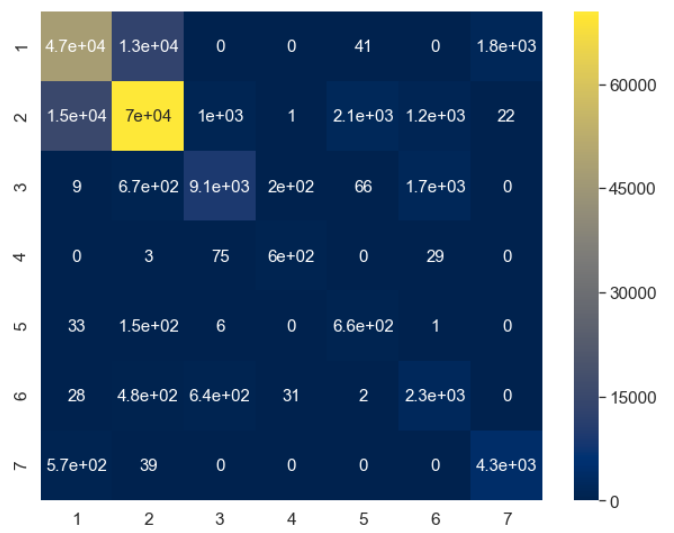 1 4.7e+04 1.3e+04 0 0 41 0 1.8e+03
2 1.5e+04 7e+04 1e+03 1 2.1e+03 1.2e+03 22
3 9 6.7e+02 9.1e+03 2e+02 66 1.7e+03 0
4 0 3 75 6e+02 0 29 0
5 33 1.5e+02 6 0 6.6e+02 1 0
6 28 4.8e+02 6.4e+02 31 2 2.3e+03 0
7 5.7e+02 39 0 0 0 0 4.3e+03
1 2 3 4 5 6 7
60000
45000
30000
15000
0